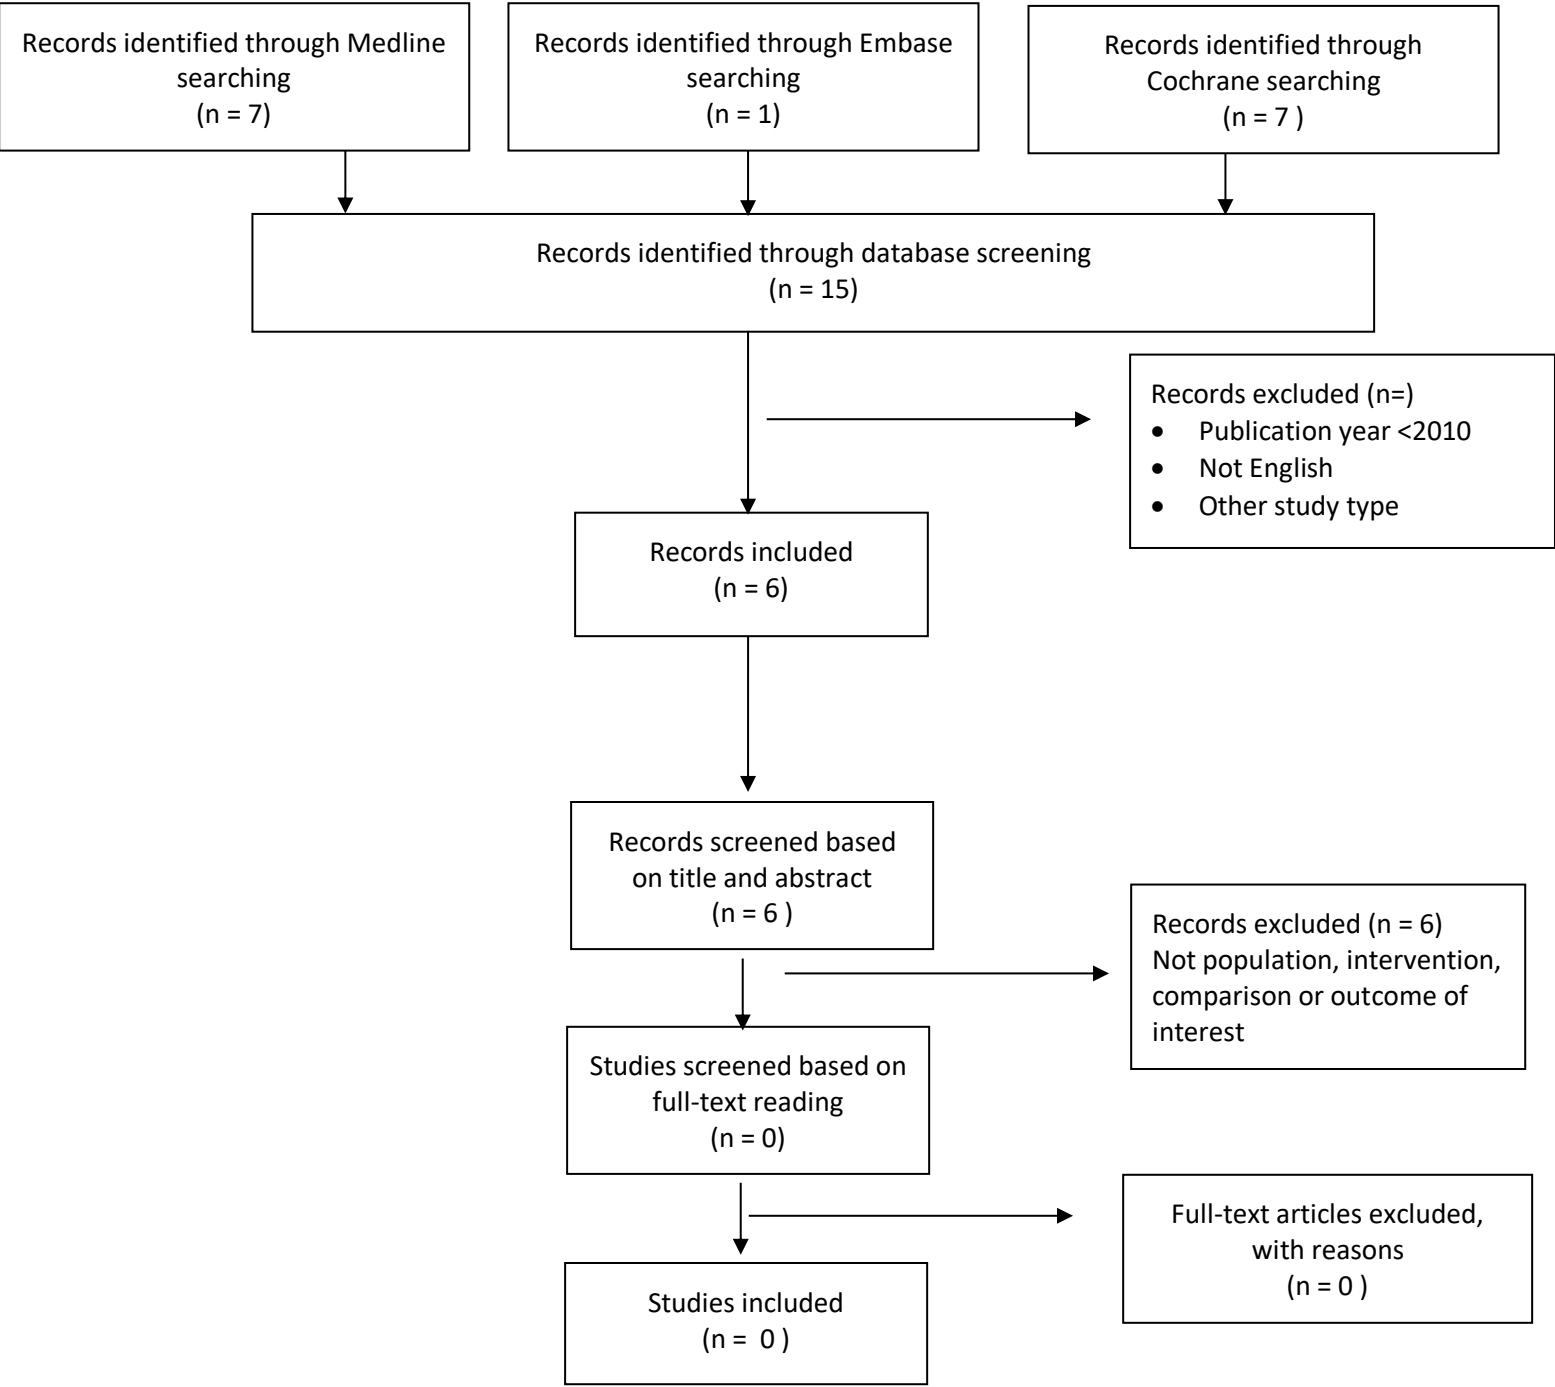 Records identified through Medline
searching
(n = 7)
Records identified through Embase
searching
(n = 1)
Records identified through
Cochrane searching
(n = 7 )
Records identified through database screening
(n = 15)
Records excluded (n=)
• Publication year <2010
• Not English
• Other study type
Records included
(n = 6)
Records screened based
on title and abstract
(n = 6 )
Records excluded (n = 6)
Not population, intervention,
comparison or outcome of
interest
Studies screened based on
full-text reading
(n = 0)
Full-text articles excluded,
with reasons
(n = 0 )
Studies included
(n =  0 )